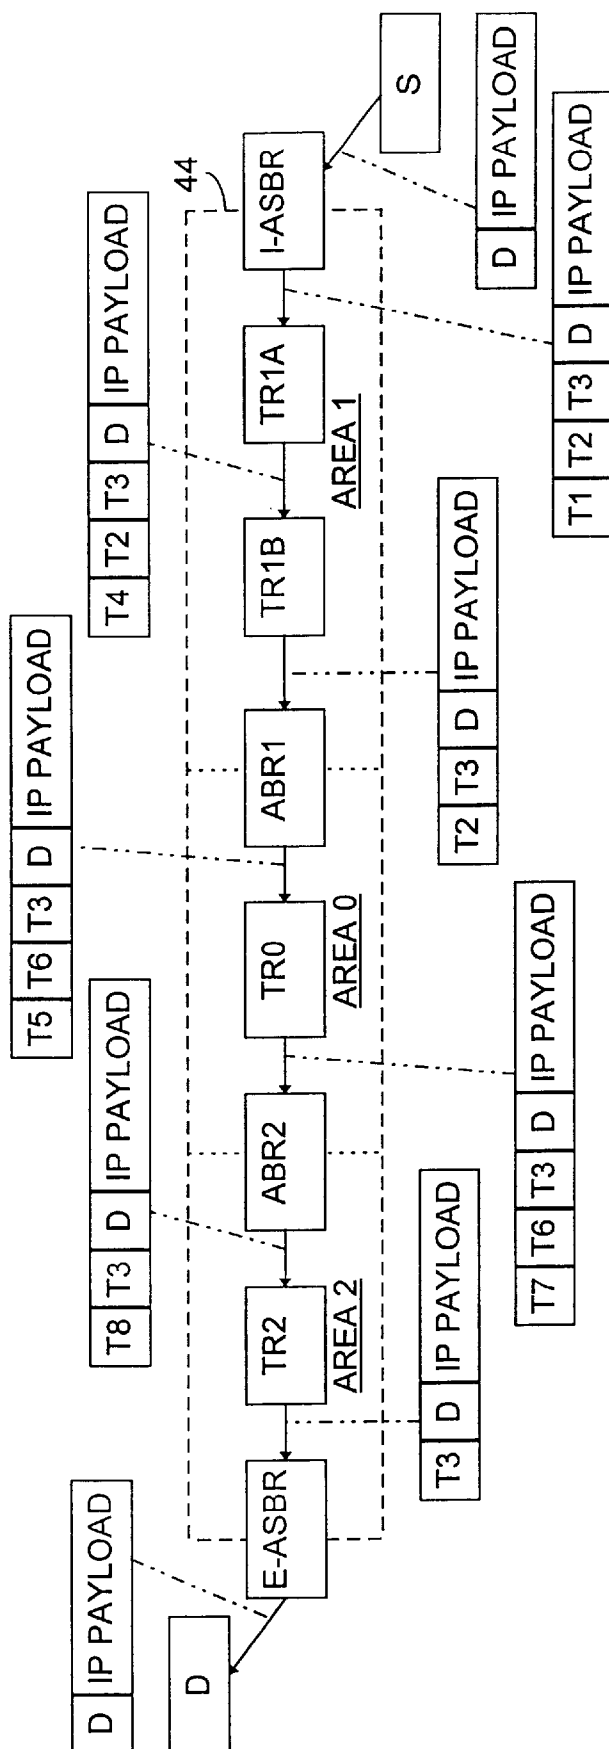 T5 T6 T3 D IP PAYLOAD
D IP PAYLOAD
T8 T3 D IP PAYLOAD
T4 T2 T3 D IP PAYLOAD
44
D
E-ASBR
TR2
ABR2
TR0
ABR1
TR1B
TR1A
I-ASBR
AREA 2
AREA 0
AREA 1
S
T3 D IP PAYLOAD
T2 T3 D IP PAYLOAD
D IP PAYLOAD
T7 T6 T3 D IP PAYLOAD
T1 T2 T3 D IP PAYLOAD